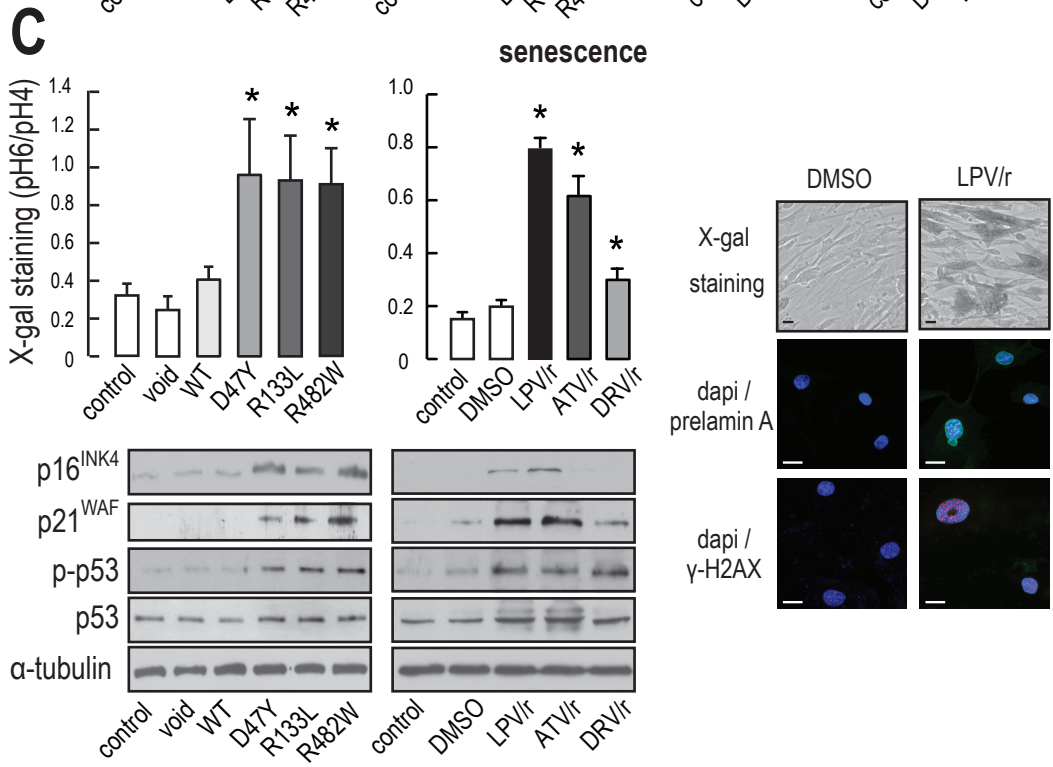 C
senescence
X-gal staining (pH6/pH4)
1.4
1.2
1.0
0.8
0.6
0.4
0.2
0
* * *
control
void
WT
D47Y
R133L
R482W
1.0
0.8
0.6
0.4
0.2
0
* * *
control
DMSO
LPV/r
ATV/r
DRV/r
p16INK4
p21WAF
p-p53
p53
α-tubulin
control
void
WT
D47Y
R133L
R482W
control
DMSO
LPV/r
ATV/r
DRV/r
DMSO LPV/r
X-gal
staining
dapi /
prelamin A
dapi /
γ-H2AX